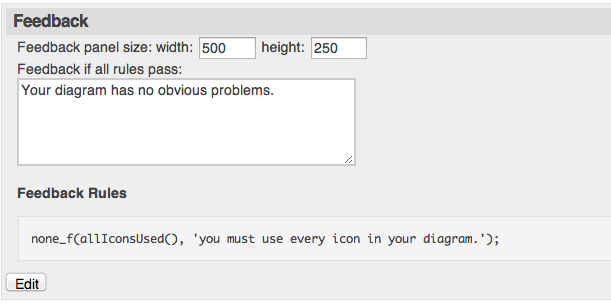 Feedback
Feedback panel size: width: 500 height: 250
Feedback if all rules pass:
Your diagram has no obvious problems.
Feedback Rules
none_f(allIconsUsed(), 'you must use every icon in your diagram.');
Edit